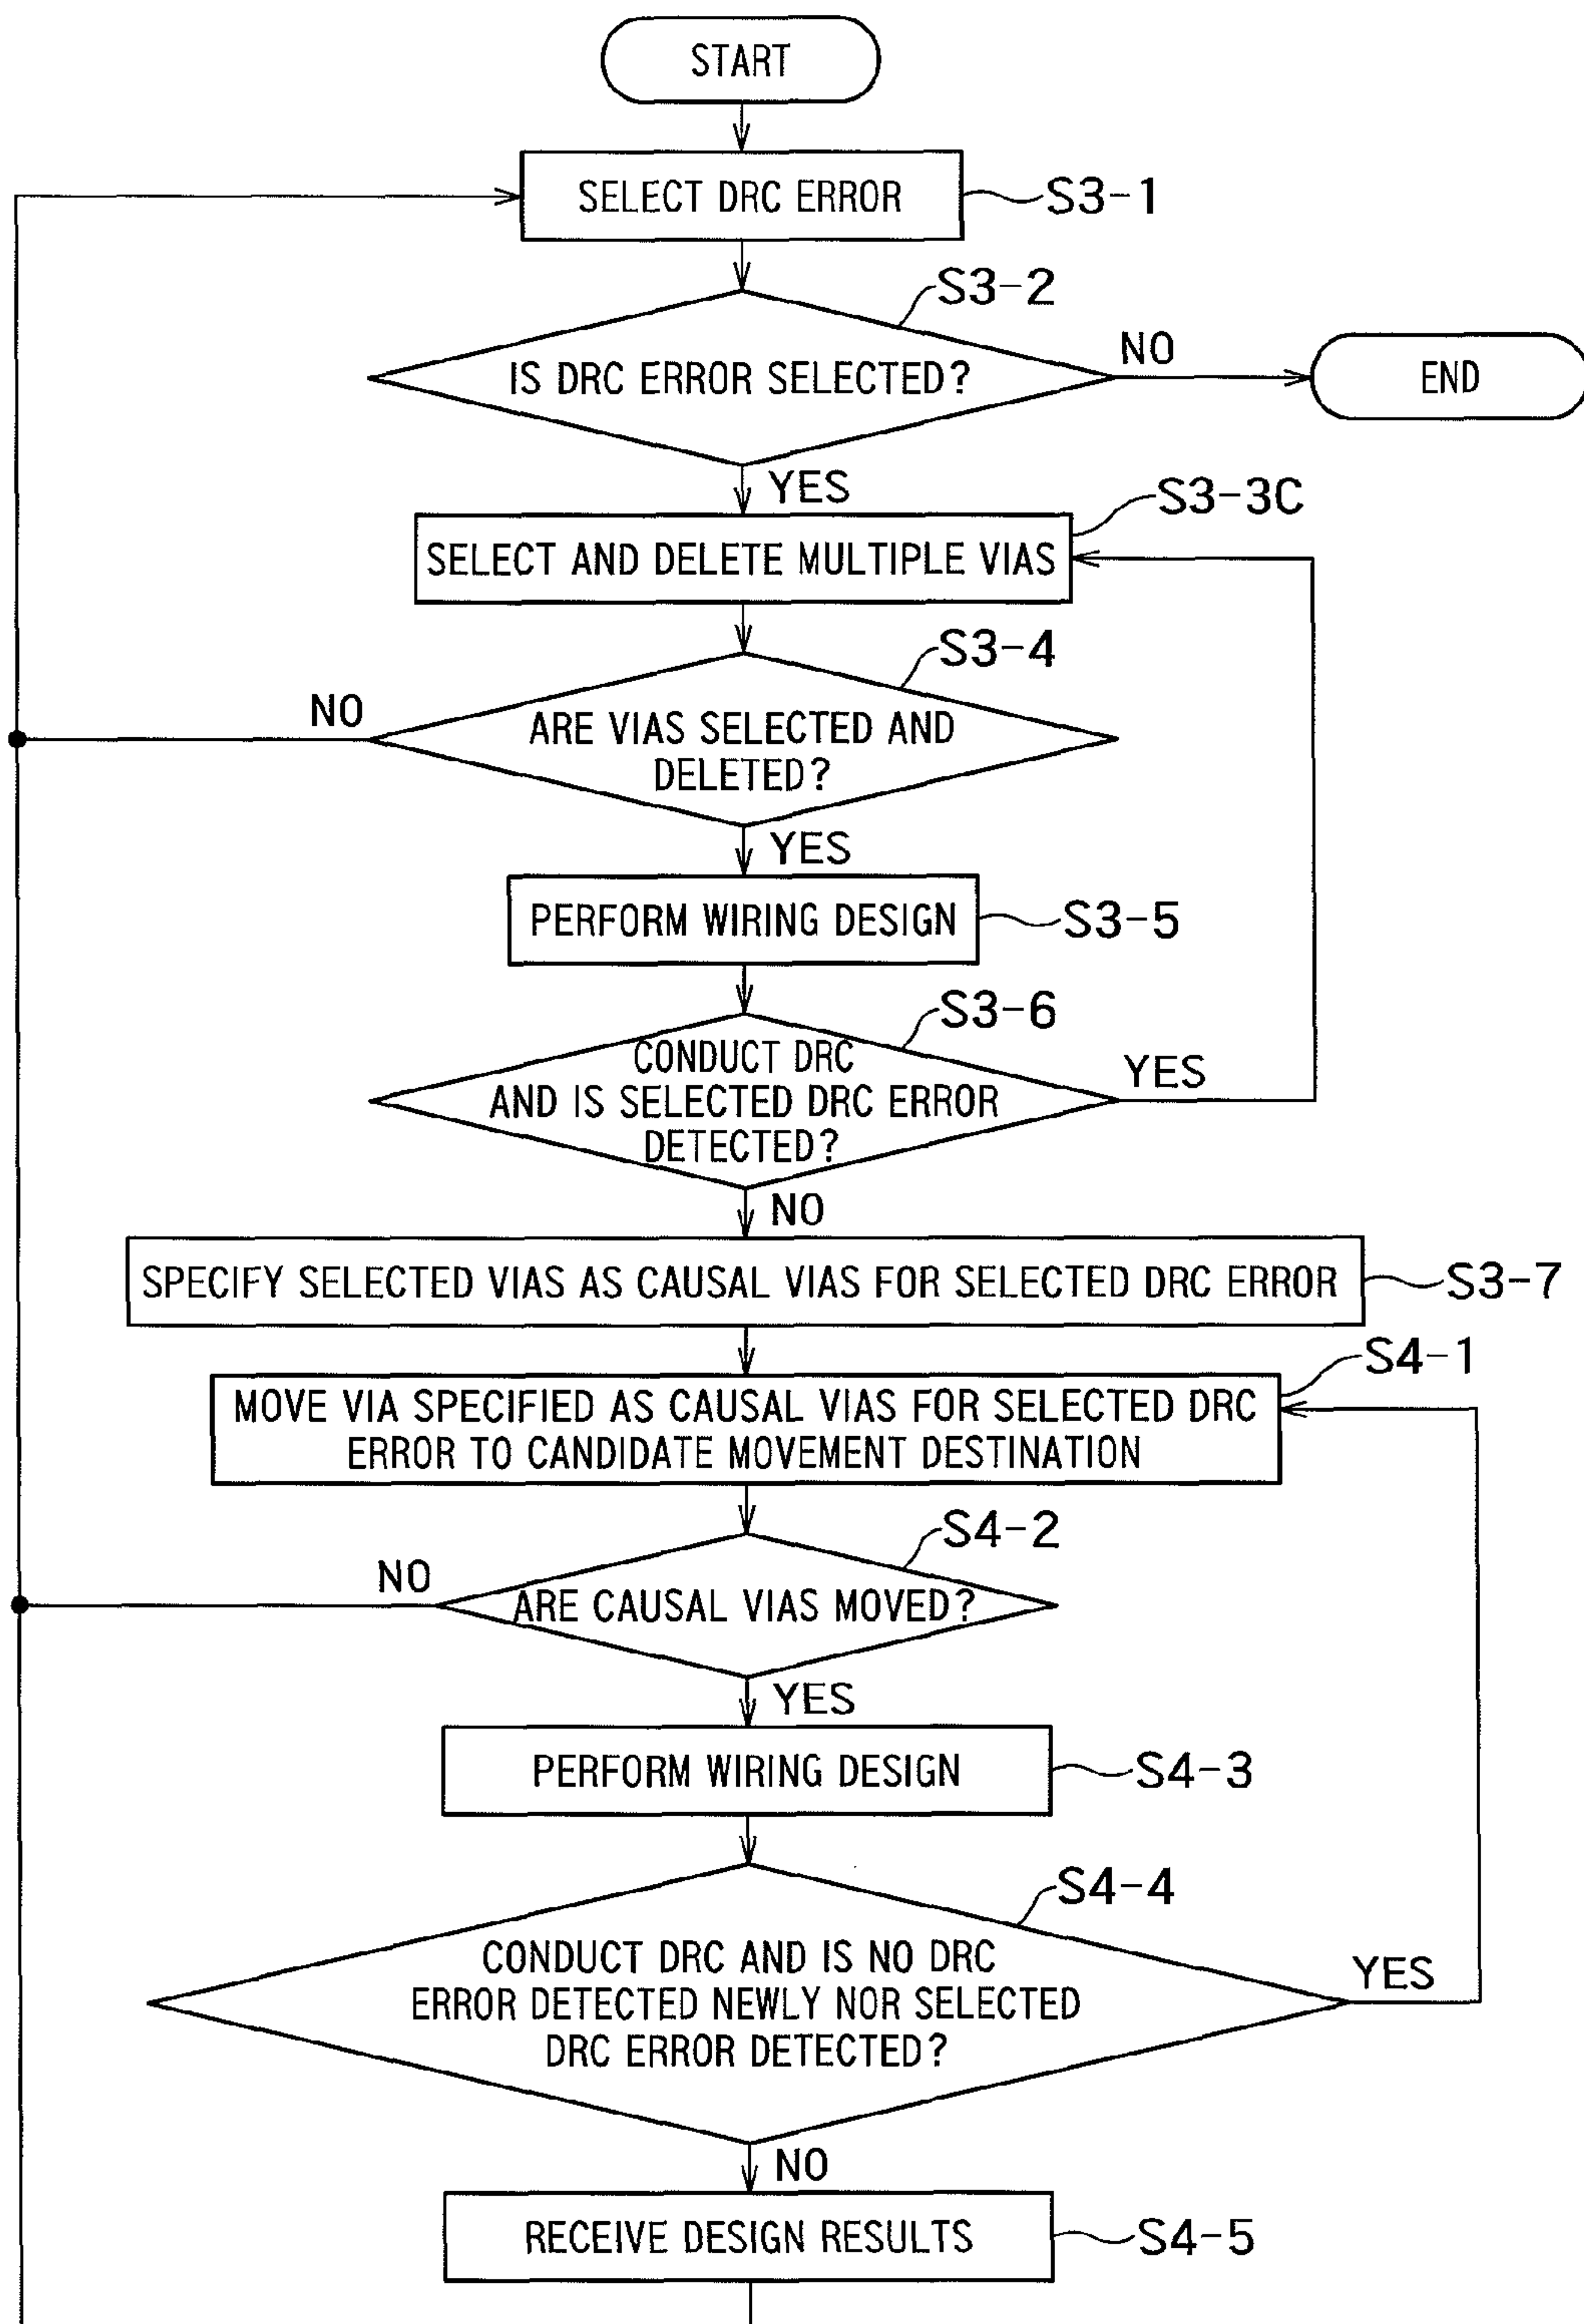 START
SELECT DRC ERROR
S3-1
S3-2
IS DRC ERROR SELECTED?
NO
END
YES
S3-3C
SELECT AND DELETE MULTIPLE VIAS
S3-4
NO
ARE VIAS SELECTED AND
DELETED?
YES
PERFORM WIRING DESIGN
S3-5
S3-6
CONDUCT DRC
AND IS SELECTED DRC ERROR
DETECTED?
YES
NO
SPECIFY SELECTED VIAS AS CAUSAL VIAS FOR SELECTED DRC ERROR
S3-7
S4-1
MOVE VIA SPECIFIED AS CAUSAL VIAS FOR SELECTED DRC
ERROR TO CANDIDATE MOVEMENT DESTINATION
S4-2
NO
ARE CAUSAL VIAS MOVED?
YES
PERFORM WIRING DESIGN
S4-3
S4-4
CONDUCT DRC AND IS NO DRC
ERROR DETECTED NEWLY NOR SELECTED
DRC ERROR DETECTED?
YES
NO
RECEIVE DESIGN RESULTS
S4-5